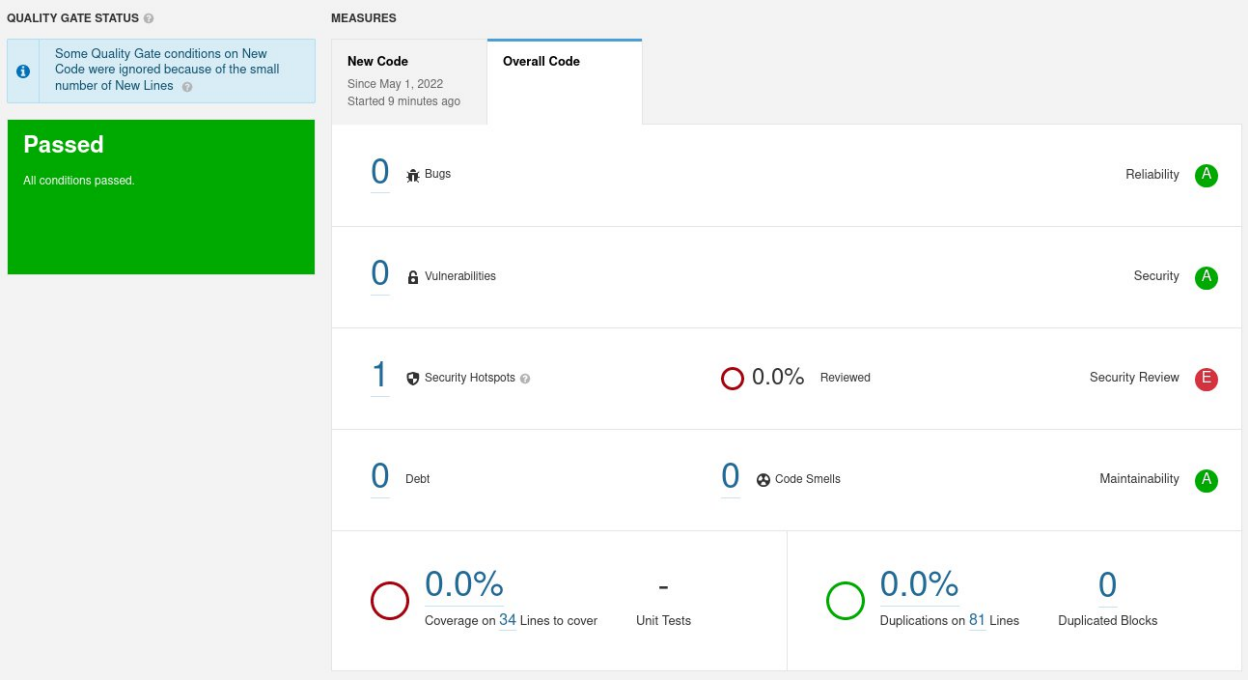 QUALITY GATE STATUS
Some Quality Gate conditions on New
Code were ignored because of the small
number of New Lines
Passed
All conditions passed.
MEASURES
New Code
Since May 1, 2022
Started 9 minutes ago
Overall Code
0 Bugs Reliability A
0 Vulnerabilities Security A
1 Security Hotspots 0.0% Reviewed Security Review E
0 Debt 0 Code Smells Maintainability A
0.0% - 0.0% 0
Coverage on 34 Lines to cover Unit Tests Duplications on 81 Lines Duplicated Blocks